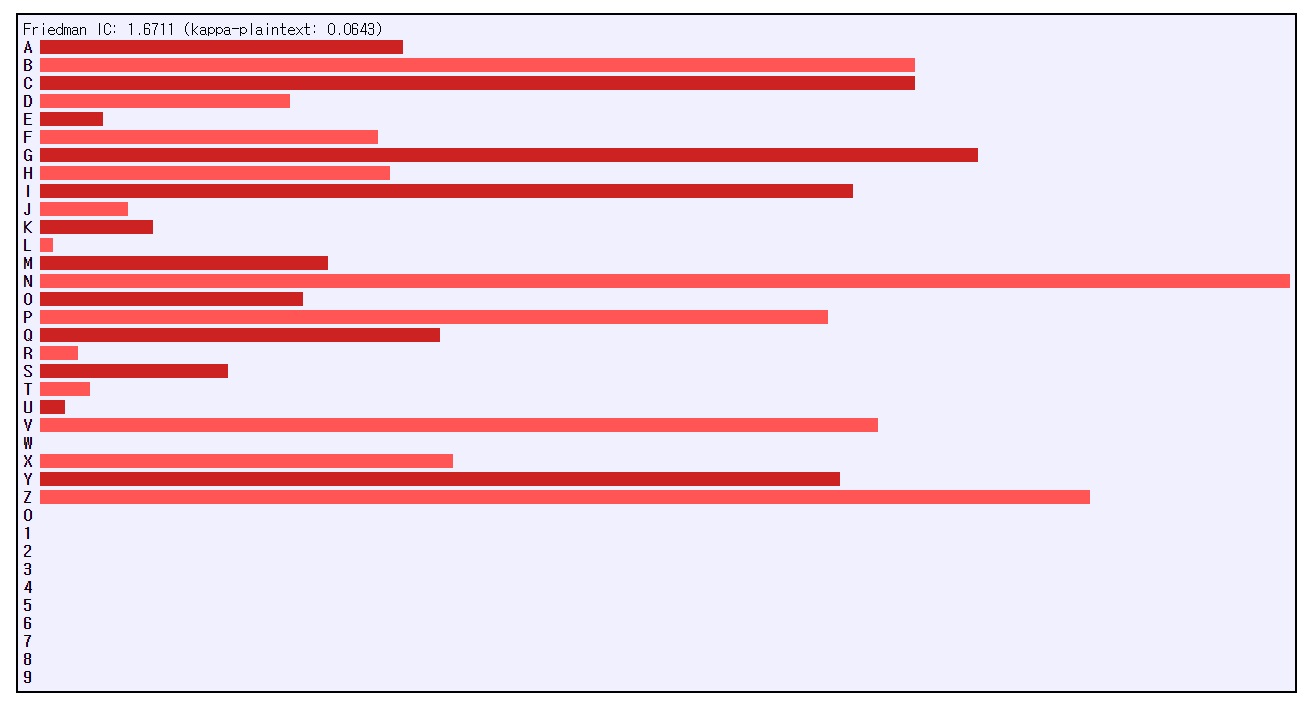 Friedman IC: 1.6711 (kappa-plaintext: 0.0643)
A
B
C
D
E
F
G
H
I
J
K
L
M
N
O
P
Q
R
S
T
U
V
W
X
Y
Z
0
1
2
3
4
5
6
7
8
9